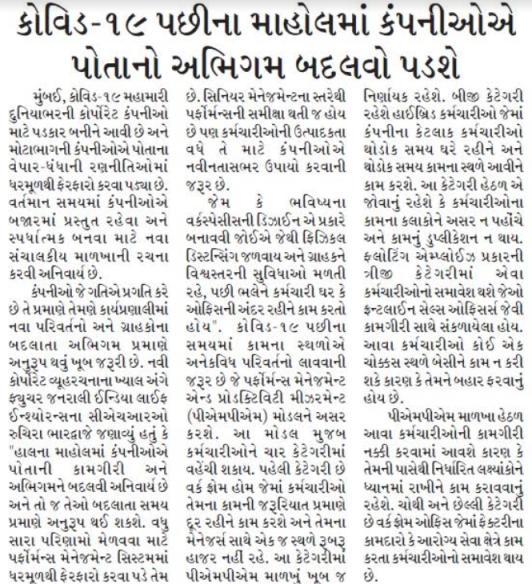 કોવિડ-૧૯ પછીના માહોલમાં કંપનીઓએ
પોતાનો અભિગમ બદલવો પડશે
મુંબઈ, કોવિડ-૧૯ મહામારી
દુનિયાભરની કોર્પોરેટ કંપનીઓ
માટે પડકાર બનીને આવી છે અને
મોટાભાગની કંપનીઓએ પોતાના
વેપાર-ધંધાની રણનીતિઓમાં
ધરમૂળથી ફેરફારો કરવા પડ્યા છે.
વર્તમાન સમયમાં કંપનીઓએ
બજારમાં પ્રસ્તુત રહેવા અને
સ્પર્ધાત્મક બનવા માટે નવા
સંચાલકીય માળખાની રચના
કરવી અનિવાર્ય છે.
કંપનીઓ જે ગતિએ પ્રગતિ કરે
છે તે પ્રમાણે તેમણે કાર્યપ્રણાલીમાં
નવા પરિવર્તનો અને ગ્રાહકોના
બદલાતા અભિગમ પ્રમાણે
અનુરૂપ થવું ખૂબ જરૂરી છે. નવી
કોર્પોરેટ વ્યૂહરચનાના ખ્યાલ અંગે
ફ્યુચર જનરાલી ઈન્ડિયા લાઈફ
ઈન્શ્યોરન્સના સીએચઆરઓ
રુચિરા ભારદ્વાજે જણાવ્યું હતું કે
"હાલના માહોલમાં કંપનીઓએ
પોતાની કામગીરી અને
અભિગમને બદલવી અનિવાર્ય છે
અને તો જ તેઓ બદલાતા સમય
પ્રમાણે અનુરૂપ થઈ શકશે. વધુ
સારા પરિણામો મેળવવા માટે
પર્ફોર્મન્સ મેનેજમેન્ટ સિસ્ટમમાં
ધરમૂળથી ફેરફારો કરવા પડે તેમ
છે. સિનિયર મેનેજમેન્ટના સ્તરેથી
પર્ફોર્મન્સની સમીક્ષા થતી જ હોય
છે પણ કર્મચારીઓની ઉત્પાદકતા
વધે તે માટે કંપનીઓએ
નવીનતાસભર ઉપાયો કરવાની
જરૂર છે.
જેમ કે ભવિષ્યના
વર્કસ્પેસીસની ડિઝાઈન એ પ્રકારે
બનાવવી જોઈએ જેથી ફિઝિકલ
ડિસ્ટન્સિંગ જળવાય અને ગ્રાહકને
વિશ્વસ્તરની સુવિધાઓ મળતી
રહે, પછી ભલેને કર્મચારી ઘર કે
ઓફિસની અંદર રહીને કામ કરતો
હોય". કોવિડ-૧૯ પછીના
સમયમાં કામના સ્થળોએ
અનેકવિધ પરિવર્તનો લાવવાની
જરૂર છે જે પર્ફોર્મન્સ મેનેજમેન્ટ
એન્ડ પ્રોડક્ટિવિટી મીઝરમેન્ટ
(પીએમપીએમ) મોડલને અસર
કરશે. આ મોડલ મુજબ
કર્મચારીઓને ચાર કેટેગરીમાં
વહેંચી શકાય. પહેલી કેટેગરી છે
વર્ક ફ્રોમ હોમ જેમાં કર્મચારીઓ
તેમના કામની જરૂરિયાત પ્રમાણે
દૂર રહીને કામ કરશે અને તેમના
મેનેજર્સ સાથે એક જ સ્થળે રૂબરૂ
હાજર નહીં રહે. આ કેટેગરીમાં
પીએમપીએમ માળખું ખૂબ જ
નિર્ણાયક રહેશે. બીજી કેટેગરી
રહેશે હાઈબ્રિડ કર્મચારીઓ જેમાં
કંપનીના કેટલાક કર્મચારીઓ
થોડોક સમય ઘરે રહીને અને
થોડોક સમય કામના સ્થળે આવીને
કામ કરશે. આ કેટેગરી હેઠળ એ
જોવાનું રહેશે કે કર્મચારીઓના
કામના કલાકોને અસર ન પહોંચે
અને કામનું ડુપ્લીકેશન ન થાય.
ફ્લોટિંગ એમ્પ્લોઈઝ પ્રકારની
ત્રીજી કેટેગરીમાં એવા
કર્મચારીઓનો સમાવેશ થશે જેઓ
ફ્રન્ટલાઈન સેલ્સ ઓફિસર્સ જેવી
કામગીરી સાથે સંકળાયેલા હોય.
આવા કર્મચારીઓ કોઈ એક
ચોક્કસ સ્થળે બેસીને કામ ન કરી
શકે કારણ કે તેમને બહાર ફરવાનું
હોય છે.
પીએમપીએમ માળખા હેઠળ
આવા કર્મચારીઓની કામગીરી
નક્કી કરવામાં આવશે કારણ કે
તેમની પાસેથી નિર્ધારિત લક્ષ્યાંકોને
ધ્યાનમાં રાખીને કામ કરાવવાનું
રહેશે. ચોથી અને છેલ્લી કેટેગરી
છે વર્ક ફ્રોમ ઓફિસ જેમાં ફેક્ટરીના
કામદારો કે આરોગ્ય સેવા ક્ષેત્રે કામ
કરતા કર્મચારીઓનો સમાવેશ થાય
છે.